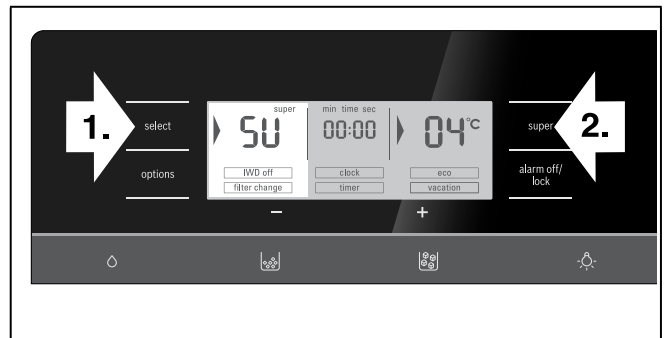 1.
select
options
super
SU
IWD off
filter change
min time sec
00:00
clock
timer
04°C
eco
vacation
super
2.
alarm off/
lock
− +